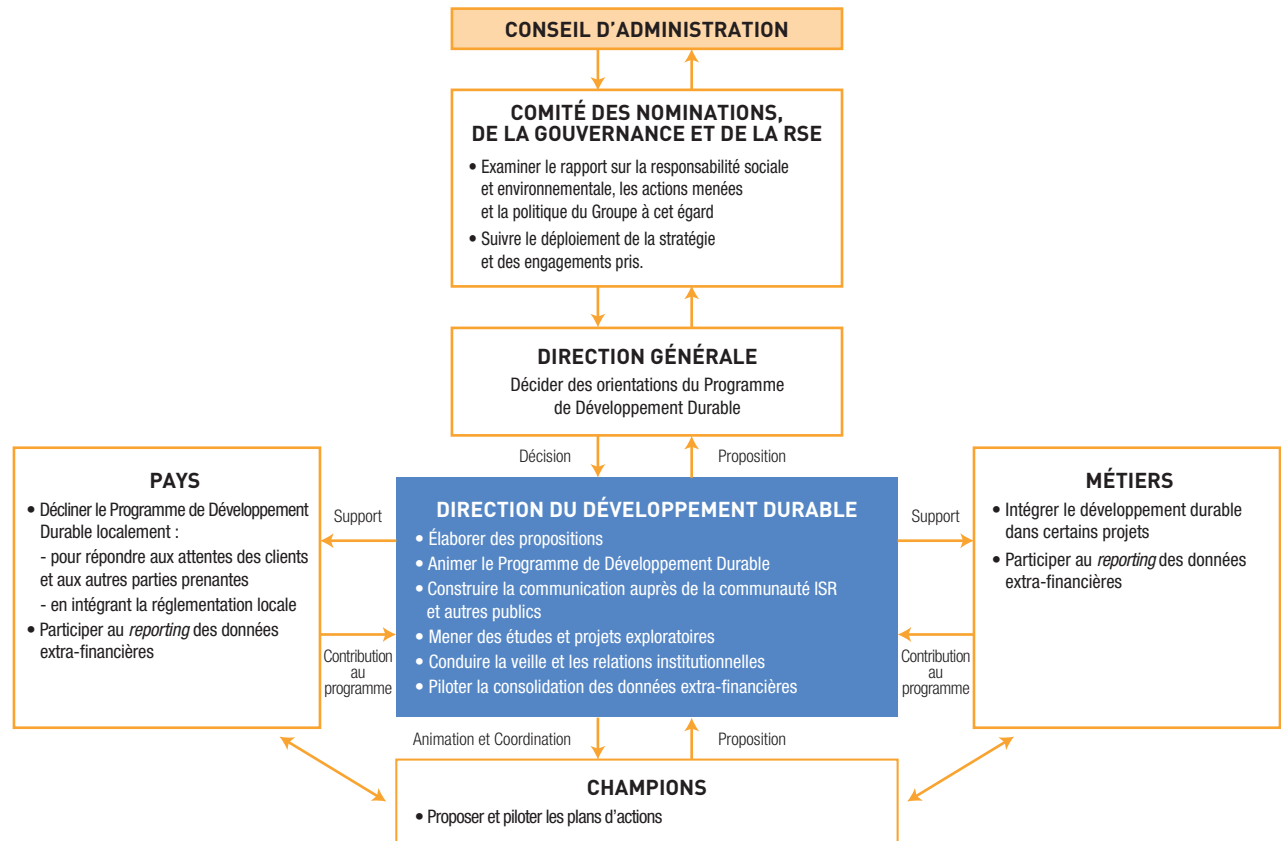 CONSEIL D'ADMINISTRATION
COMITÉ DES NOMINATIONS,
DE LA GOUVERNANCE ET DE LA RSE
• Examiner le rapport sur la responsabilité sociale
et environnementale, les actions menées
et la politique du Groupe à cet égard
• Suivre le déploiement de la stratégie
et des engagements pris.
DIRECTION GÉNÉRALE
Décider des orientations du Programme
de Développement Durable
Décision
Proposition
PAYS
• Décliner le Programme de Développement
Durable localement :
- pour répondre aux attentes des clients
et aux autres parties prenantes
- en intégrant la réglementation locale
• Participer au reporting des données
extra-financières
Support
Contribution
au
programme
DIRECTION DU DÉVELOPPEMENT DURABLE
• Élaborer des propositions
• Animer le Programme de Développement Durable
• Construire la communication auprès de la communauté ISR
et autres publics
• Mener des études et projets exploratoires
• Conduire la veille et les relations institutionnelles
• Piloter la consolidation des données extra-financières
Support
Contribution
au
programme
MÉTIERS
• Intégrer le développement durable
dans certains projets
• Participer au reporting des données
extra-financières
Animation et Coordination
Proposition
CHAMPIONS
• Proposer et piloter les plans d'actions